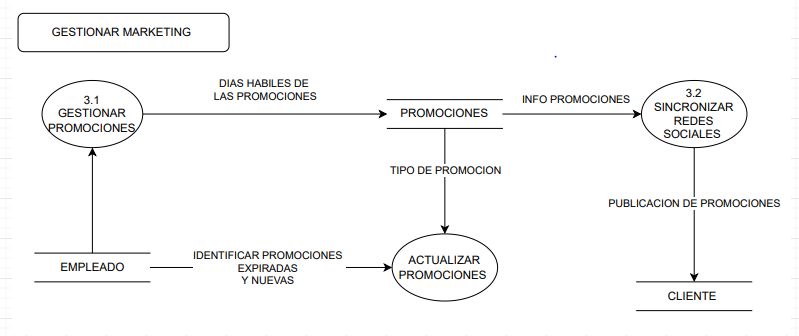 GESTIONAR MARKETING
3.1
GESTIONAR
PROMOCIONES
DIAS HABILES DE
LAS PROMOCIONES
PROMOCIONES
INFO PROMOCIONES
3.2
SINCRONIZAR
REDES
SOCIALES
TIPO DE PROMOCION
PUBLICACION DE PROMOCIONES
EMPLEADO
IDENTIFICAR PROMOCIONES
EXPIRADAS
Y NUEVAS
ACTUALIZAR
PROMOCIONES
CLIENTE